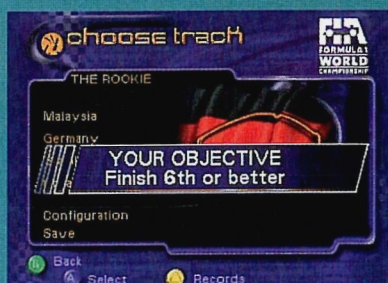 choose track
FIA
FORMULA 1
WORLD
CHAMPIONSHIP
THE ROOKIE
Malaysia
Germany
YOUR OBJECTIVE
Finish 6th or better
Configuration
Save
B Back
A Select
Records